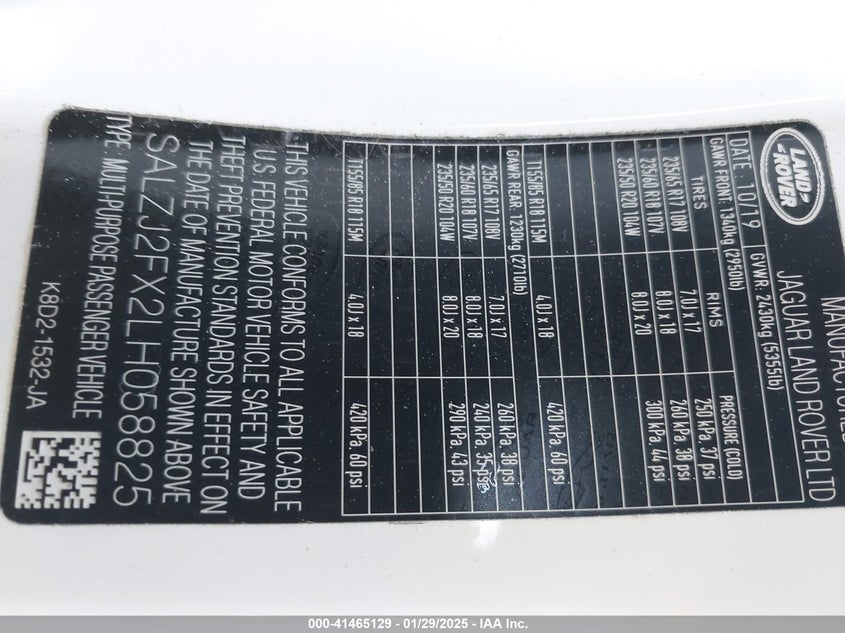 MANUFACTURED
JAGUAR LAND ROVER LTD
LAND
ROVER
DATE: 10/19 GVWR: 2430kg (5355lb)
GAWR FRONT: 1340kg (2950lb)
TIRES RIMS PRESSURE (COLD)
235/65 R17 108V 7.0J x 17 250 kPa, 37 psi
235/60 R18 107V 8.0J x 18 260 kPa, 38 psi
235/50 R20 104W 8.0J x 20 300 kPa, 44 psi
T155/85 R18 115M 4.0J x 18 420 kPa, 60 psi
GAWR REAR: 1230kg (2710lb)
235/65 R17 108V 7.0J x 17 260 kPa, 38 psi
235/60 R18 107V 8.0J x 18 240 kPa, 35 psi
235/50 R20 104W 8.0J x 20 290 kPa, 43 psi
T155/85 R18 115M 4.0J x 18 420 kPa, 60 psi
THIS VEHICLE CONFORMS TO ALL APPLICABLE
U.S. FEDERAL MOTOR VEHICLE SAFETY AND
THEFT PREVENTION STANDARDS IN EFFECT ON
THE DATE OF MANUFACTURE SHOWN ABOVE
SALZJ2FX2LH058825
TYPE: MULTIPURPOSE PASSENGER VEHICLE
K8D2-1532-JA
000-41465129 - 01/29/2025 - IAA Inc.